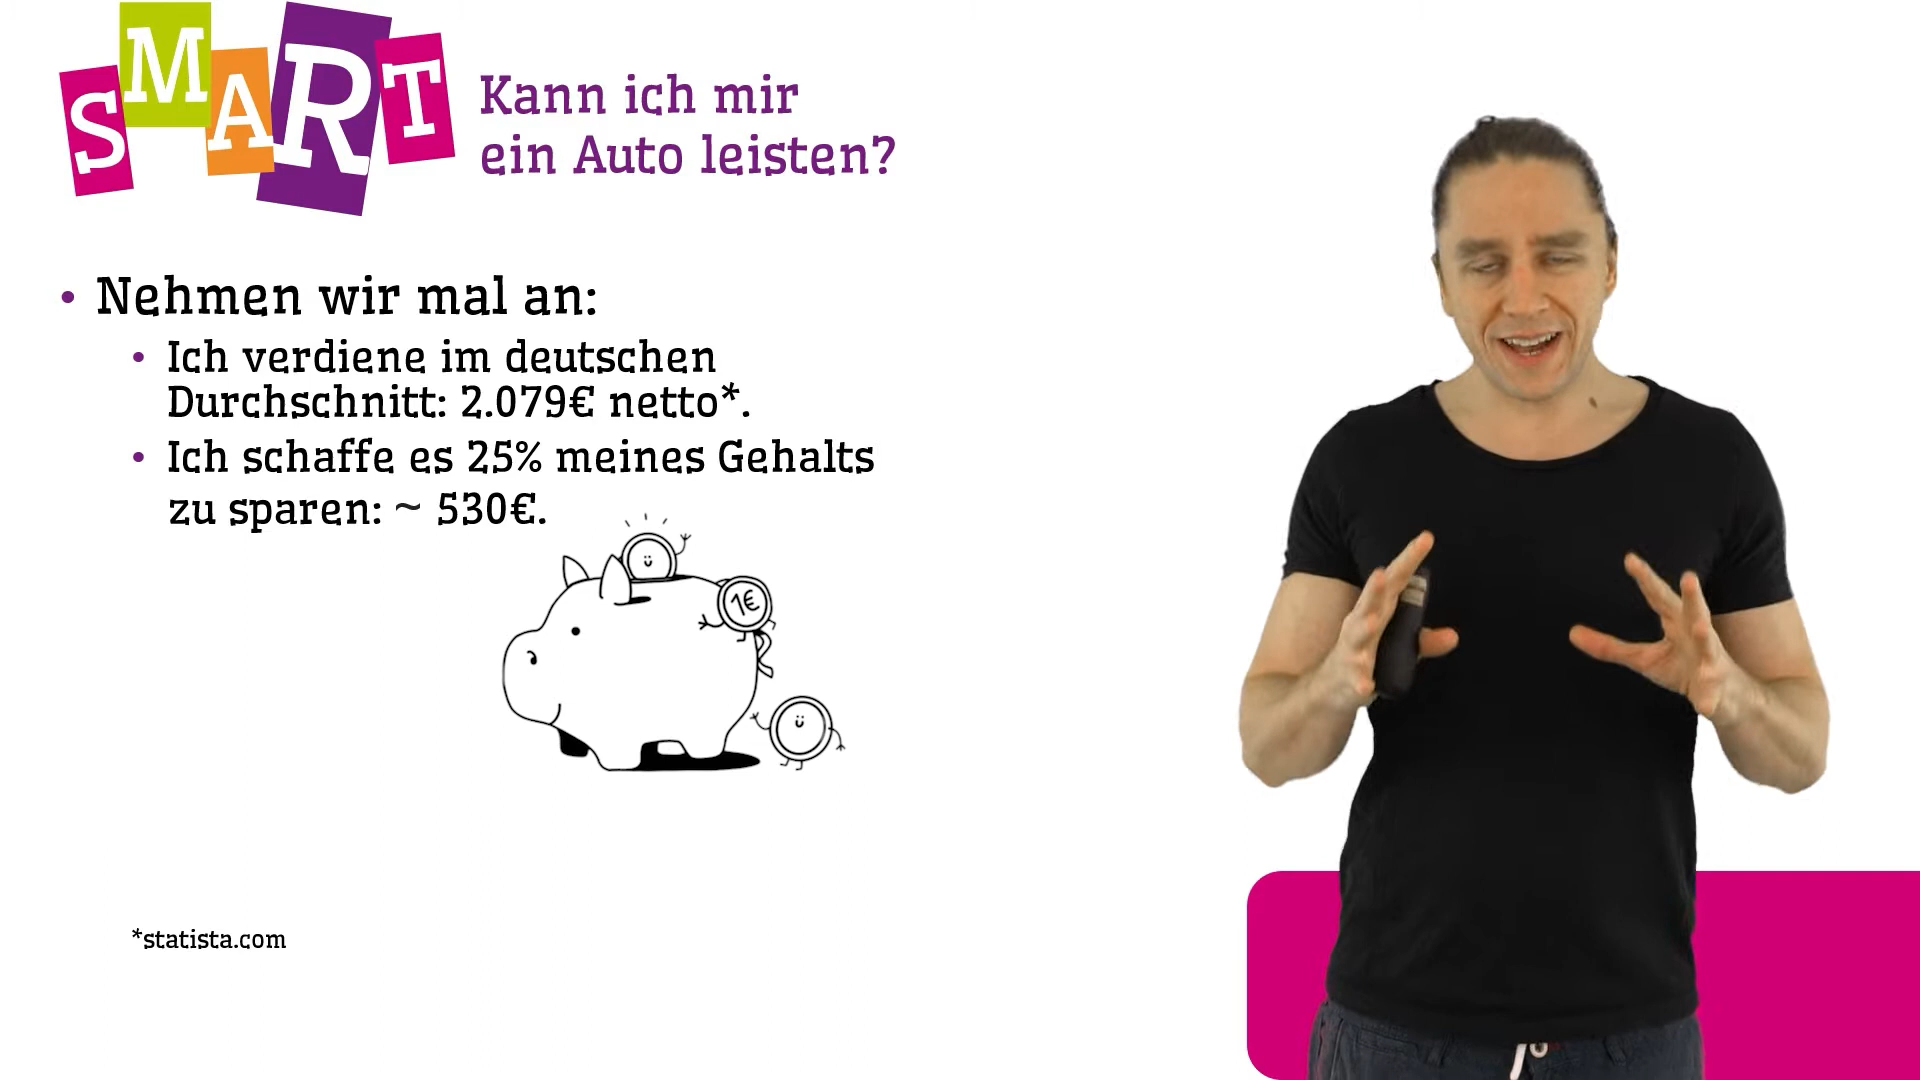 SMART
Kann ich mir
ein Auto leisten?
• Nehmen wir mal an:
• Ich verdiene im deutschen
Durchschnitt: 2.079€ netto*.
• Ich schaffe es 25% meines Gehalts
zu sparen: ~ 530€.
1€
*statista.com